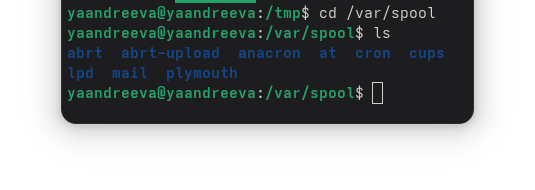 yaandreeva@yaandreeva:/tmp$ cd /var/spool
yaandreeva@yaandreeva:/var/spool$ ls
abrt  abrt-upload  anacron  at  cron  cups
lpd  mail  plymouth
yaandreeva@yaandreeva:/var/spool$